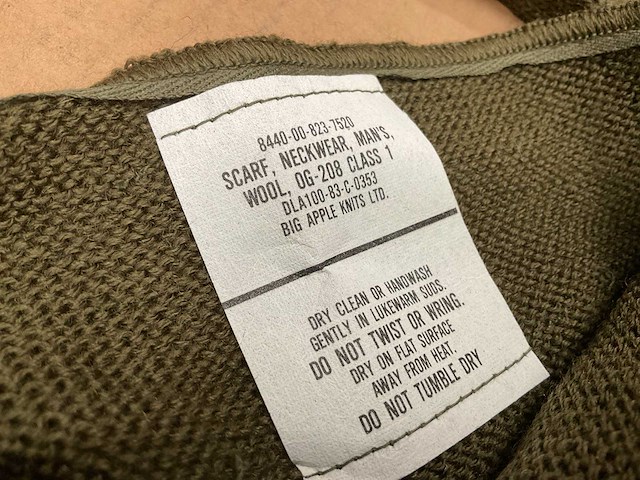 8440-00-823-7520
SCARF, NECKWEAR, MAN'S,
WOOL, OG-208 CLASS 1
DLA100-83-C-0353
BIG APPLE KNITS LTD.
DRY CLEAN OR HANDWASH
GENTLY IN LUKEWARM SUDS.
DO NOT TWIST OR WRING.
DRY ON FLAT SURFACE
AWAY FROM HEAT.
DO NOT TUMBLE DRY